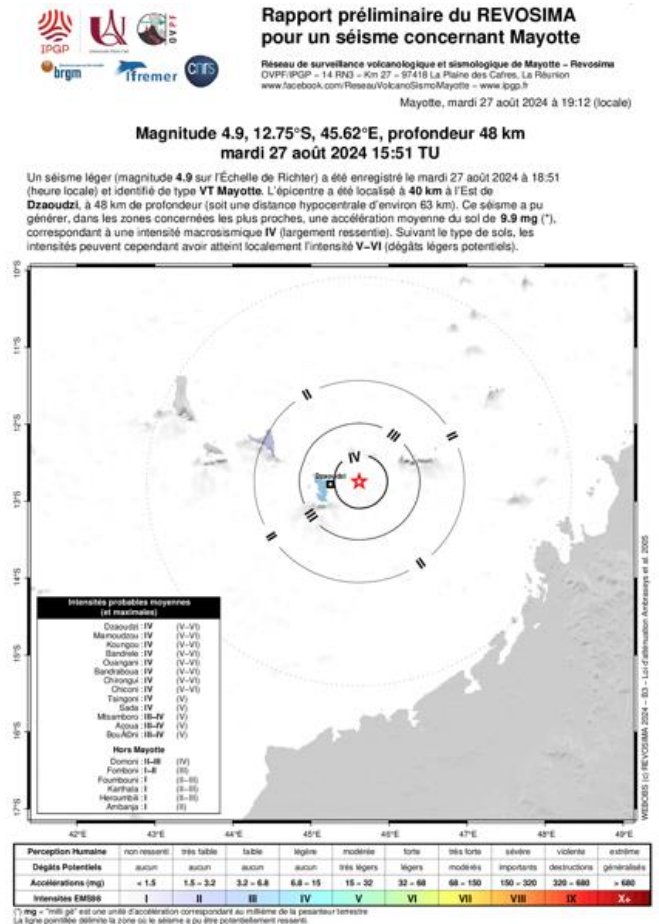 IPGP
OVPF
brgm
Ifremer
cnrs
Rapport préliminaire du REVOSIMA
pour un séisme concernant Mayotte
Réseau de surveillance volcanologique et sismologique de Mayotte – Revosima
OVPF/IPGP – 14 RN3 – Km 27 – 97418 La Plaine des Cafres, La Réunion
www.facebook.com/ReseauVolcanoSismoMayotte – www.ipgp.fr
Mayotte, mardi 27 août 2024 à 19:12 (locale)
Magnitude 4.9, 12.75°S, 45.62°E, profondeur 48 km
mardi 27 août 2024 15:51 TU
Un séisme léger (magnitude 4.9 sur l'Échelle de Richter) a été enregistré le mardi 27 août 2024 à 18:51
(heure locale) et identifié de type VT Mayotte. L'épicentre a été localisé à 40 km à l'Est de
Dzaoudzi, à 48 km de profondeur (soit une distance hypocentrale d'environ 63 km). Ce séisme a pu
générer, dans les zones concernées les plus proches, une accélération moyenne du sol de 9.9 mg (*),
correspondant à une intensité macrosismique IV (largement ressentie). Suivant le type de sols, les
intensités peuvent cependant avoir atteint localement l'intensité V–VI (dégâts légers potentiels).
10°S
11°S
12°S
13°S
14°S
15°S
16°S
17°S
II
III
II
IV
Dzaoudzi
III
II
II
Intensités probables moyennes
(et maximales)
Dzaoudzi : IV (V–VI)
Mamoudzou : IV (V–VI)
Koungou : IV (V–VI)
Bandrele : IV (V–VI)
Ouangani : IV (V–VI)
Bandraboua : IV (V–VI)
Chirongui : IV (V–VI)
Chiconi : IV (V–VI)
Tsingoni : IV (V)
Sada : IV (V)
Mtsamboro : III–IV (V)
Acoua : III–IV (V)
BouÃ©ni : III–IV (V)
Hors Mayotte
Domoni : II–III (IV)
Fomboni : I–II (III)
Foumbouni : I (II–III)
Karthala : I (II–III)
Heroumbili : I (II–III)
Ambanja : I (II)
WEBOBS (c) REVOSIMA 2024 – B3 – Loi d'atténuation Ambraseys et al. 2005
42°E 43°E 44°E 45°E 46°E 47°E 48°E 49°E
Perception Humaine non ressenti très faible faible légère modérée forte très forte sévère violente extrême
Dégâts Potentiels aucun aucun aucun aucun très légers légers modérés importants destructions généralisés
Accélérations (mg) < 1.5 1.5 – 3.2 3.2 – 6.8 6.8 – 15 15 – 32 32 – 68 68 – 150 150 – 320 320 – 680 > 680
Intensités EMS98 I II III IV V VI VII VIII IX X+
(*) mg = "milli gé" est une unité d'accélération correspondant au millième de la pesanteur terrestre
La ligne pointillée délimite la zone où le séisme a pu être potentiellement ressenti.